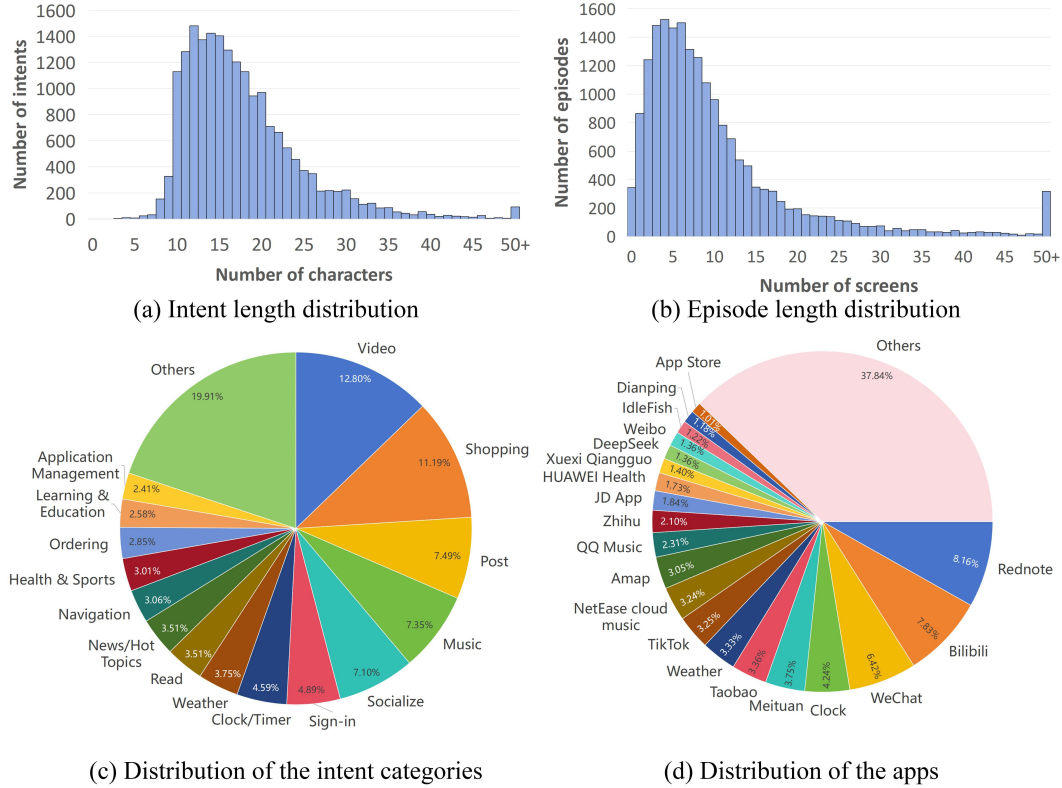 1600
1400
1200
1000
800
600
400
200
0
Number of intents
0 5 10 15 20 25 30 35 40 45 50+
Number of characters
(a) Intent length distribution
1600
1400
1200
1000
800
600
400
200
0
Number of episodes
0 5 10 15 20 25 30 35 40 45 50+
Number of screens
(b) Episode length distribution
Video
12.80%
Shopping
11.19%
Post
7.49%
Music
7.35%
Socialize
7.10%
Sign-in
4.89%
Clock/Timer
4.59%
Weather
3.75%
Read
3.51%
News/Hot
Topics
3.51%
Navigation
3.06%
Health & Sports
3.01%
Ordering
2.85%
Learning &
Education
2.58%
Application
Management
2.41%
Others
19.91%
(c) Distribution of the intent categories
Others
37.84%
Rednote
8.16%
Bilibili
7.83%
WeChat
6.42%
Clock
4.24%
Meituan
3.75%
Taobao
3.36%
Weather
3.33%
TikTok
3.25%
NetEase cloud
music
3.24%
Amap
3.05%
QQ Music
2.31%
Zhihu
2.10%
JD App
1.84%
HUAWEI Health
1.73%
Xuexi Qiangguo
1.40%
DeepSeek
1.36%
Weibo
1.36%
IdleFish
1.22%
Dianping
1.18%
App Store
1.01%
(d) Distribution of the apps